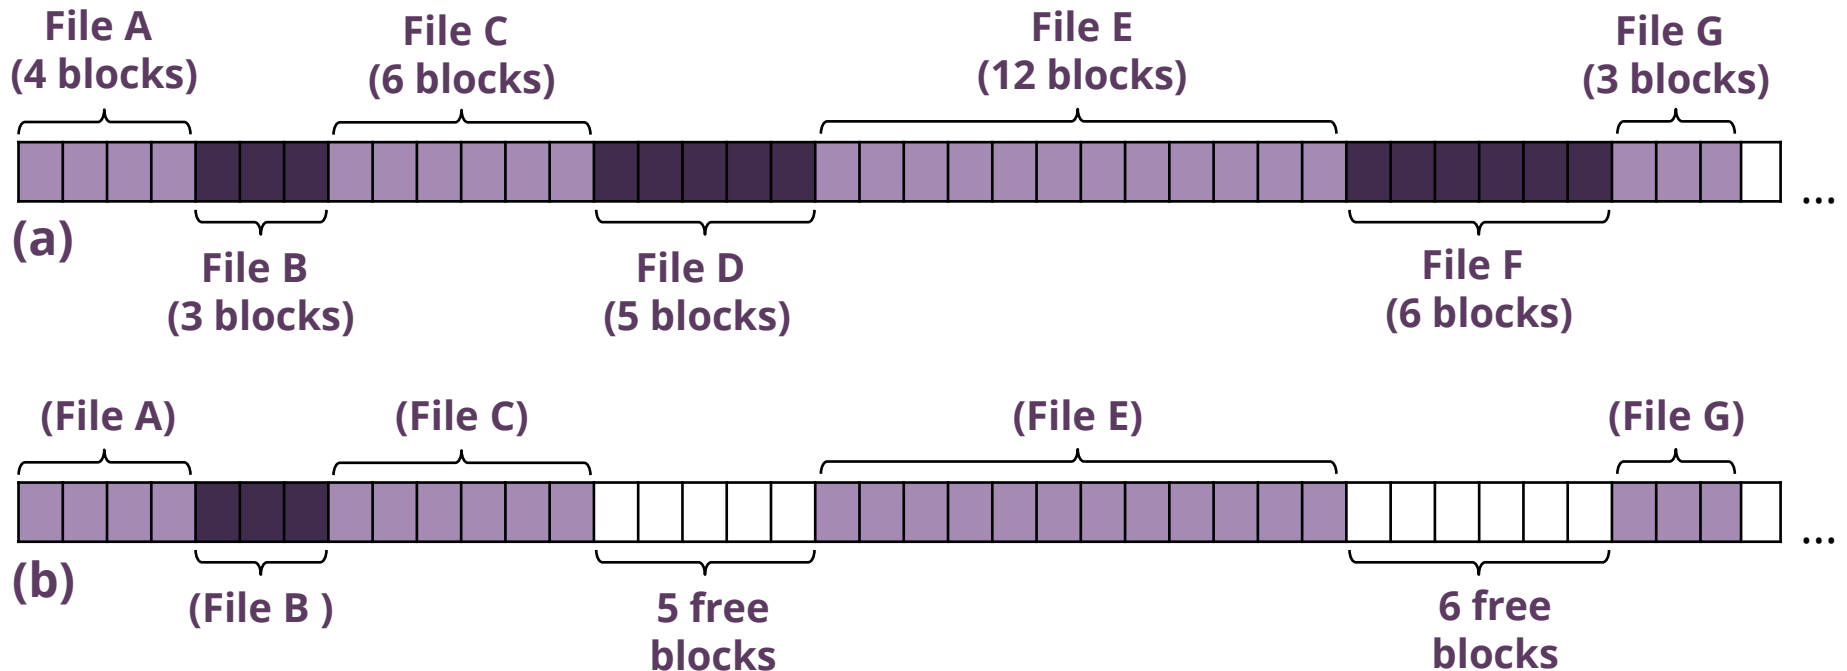 File A
(4 blocks)
File C
(6 blocks)
File E
(12 blocks)
File G
(3 blocks)
...
(a)
File B
(3 blocks)
File D
(5 blocks)
File F
(6 blocks)
(File A)
(File C)
(File E)
(File G)
...
(b)
(File B )
5 free
blocks
6 free
blocks